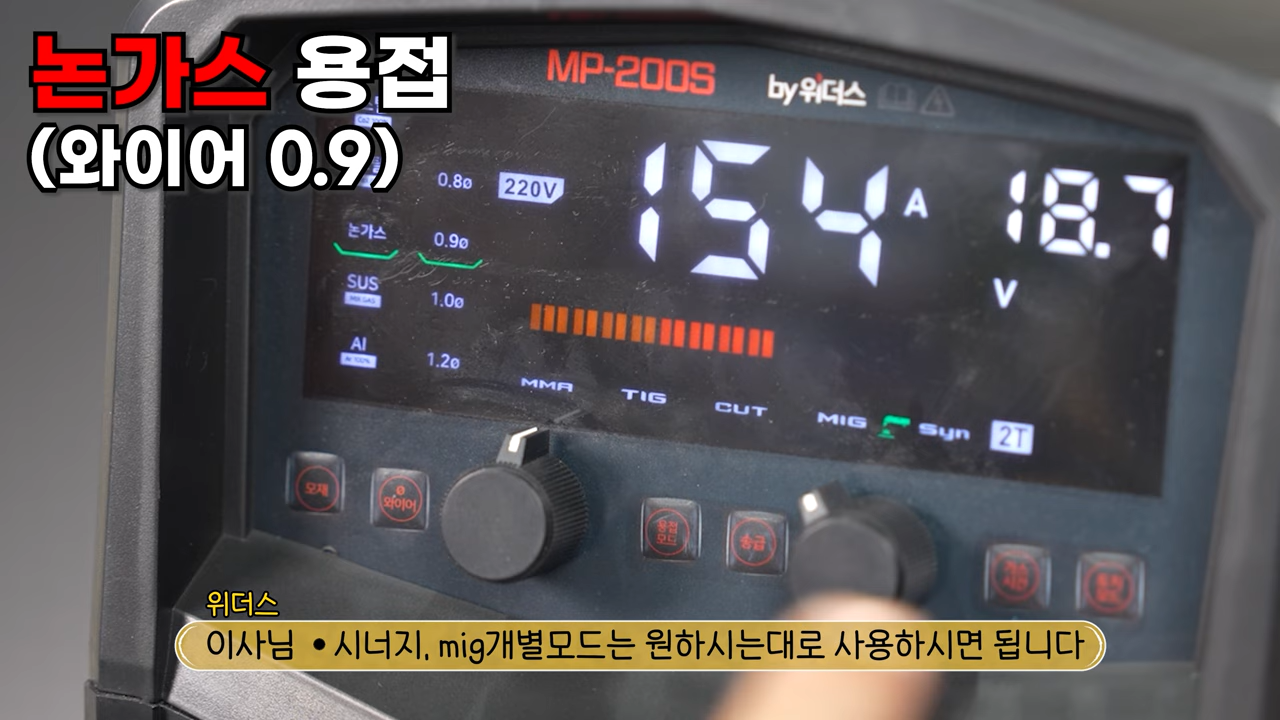 논가스 용접
(와이어 0.9)
MP-200S
by 위더스
0.8ø
220V
154 A
18.7
V
논가스
0.9ø
SUS
MIX GAS
1.0ø
Al
Ar 100%
1.2ø
MMA
TIG
CUT
MIG
Syn
2T
모재
ø
와이어
용접
모드
송급
가스
시간
위더스
이사님 • 시너지, mig개별모드는 원하시는대로 사용하시면 됩니다